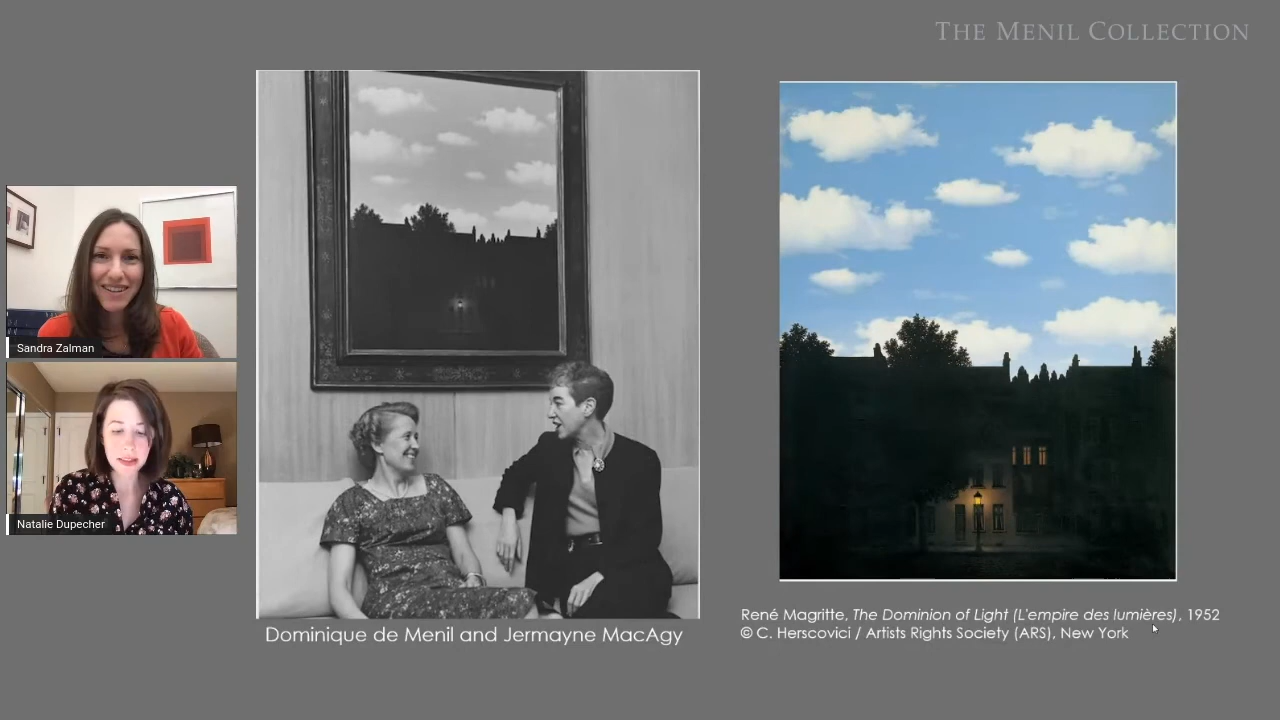 THE MENIL COLLECTION
Sandra Zalman
Natalie Dupecher
Dominique de Menil and Jermayne MacAgy
René Magritte, The Dominion of Light (L'empire des lumières), 1952
© C. Herscovici / Artists Rights Society (ARS), New York